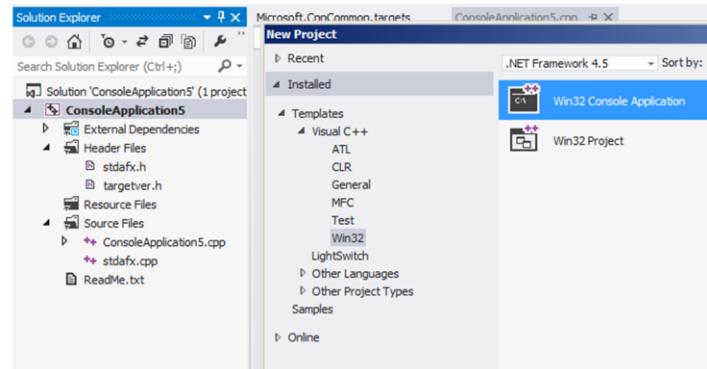 Solution Explorer
Search Solution Explorer (Ctrl+;)
Solution 'ConsoleApplication5' (1 project
ConsoleApplication5
External Dependencies
Header Files
stdafx.h
targetver.h
Resource Files
Source Files
ConsoleApplication5.cpp
stdafx.cpp
ReadMe.txt
Microsoft.CppCommon.targets
ConsoleApplication5.cpp
New Project
Recent
Installed
Templates
Visual C++
ATL
CLR
General
MFC
Test
Win32
LightSwitch
Other Languages
Other Project Types
Samples
Online
.NET Framework 4.5
Sort by:
Win32 Console Application
Win32 Project